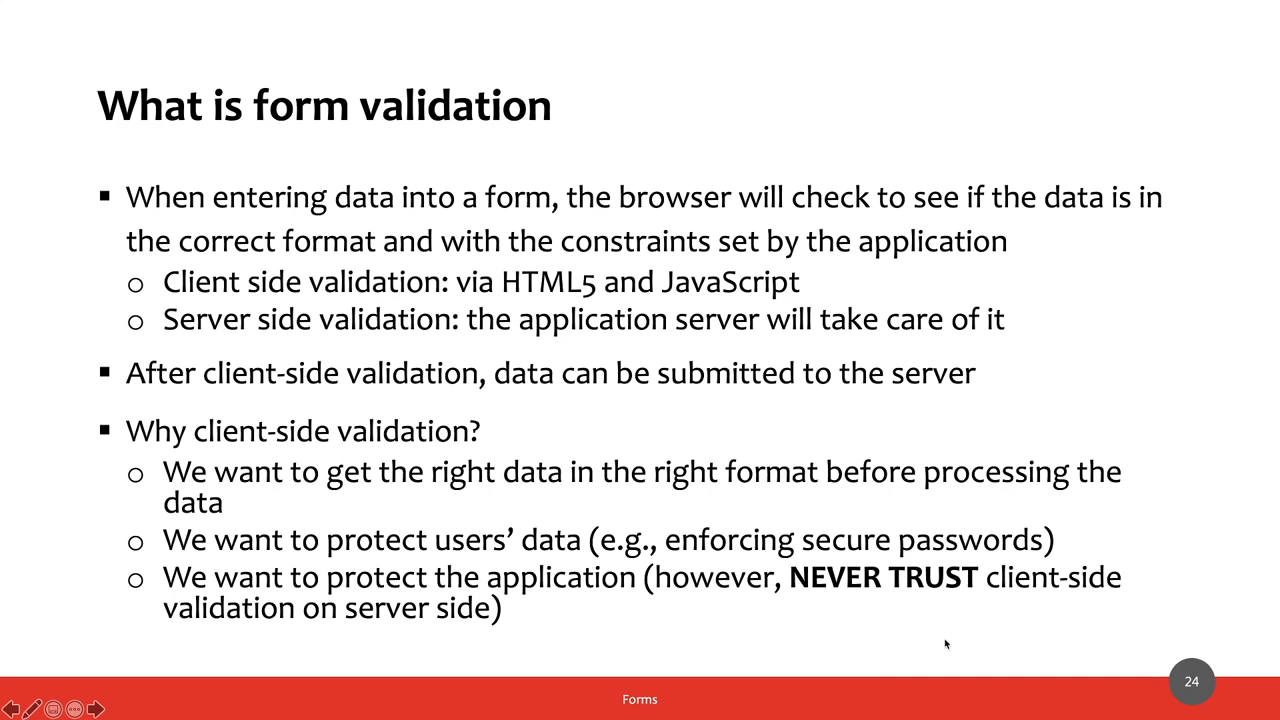 What is form validation
▪ When entering data into a form, the browser will check to see if the data is in
the correct format and with the constraints set by the application
o Client side validation: via HTML5 and JavaScript
o Server side validation: the application server will take care of it
▪ After client-side validation, data can be submitted to the server
▪ Why client-side validation?
o We want to get the right data in the right format before processing the
data
o We want to protect users’ data (e.g., enforcing secure passwords)
o We want to protect the application (however, NEVER TRUST client-side
validation on server side)
Forms
24